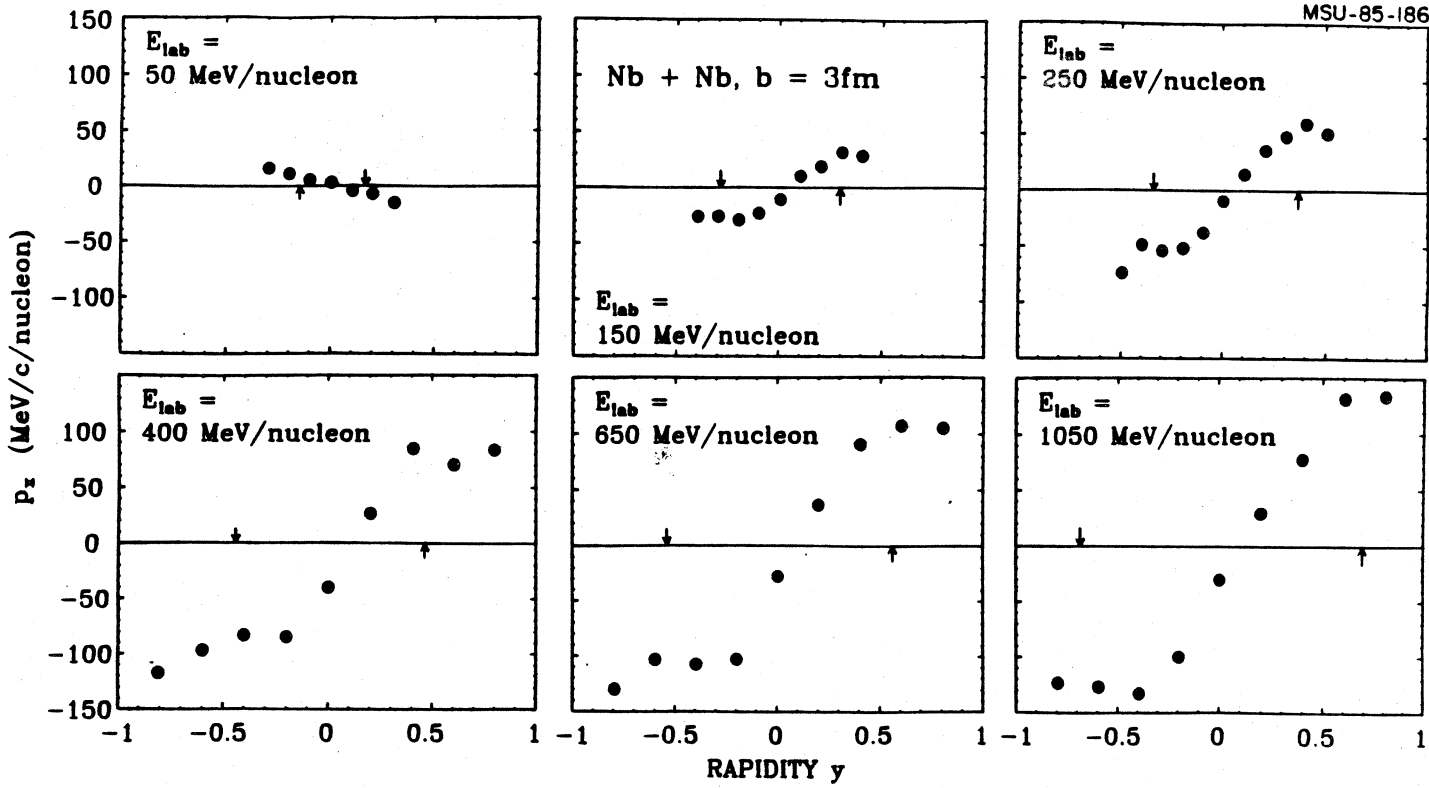 MSU-85-186
E_lab =
50 MeV/nucleon
Nb + Nb, b = 3fm
E_lab =
150 MeV/nucleon
E_lab =
250 MeV/nucleon
E_lab =
400 MeV/nucleon
E_lab =
650 MeV/nucleon
E_lab =
1050 MeV/nucleon
p_x (MeV/c/nucleon)
150
100
50
0
-50
-100
100
50
0
-50
-100
-150
-1 -0.5 0 0.5 1
-1 -0.5 0 0.5 1
-1 -0.5 0 0.5 1
RAPIDITY y